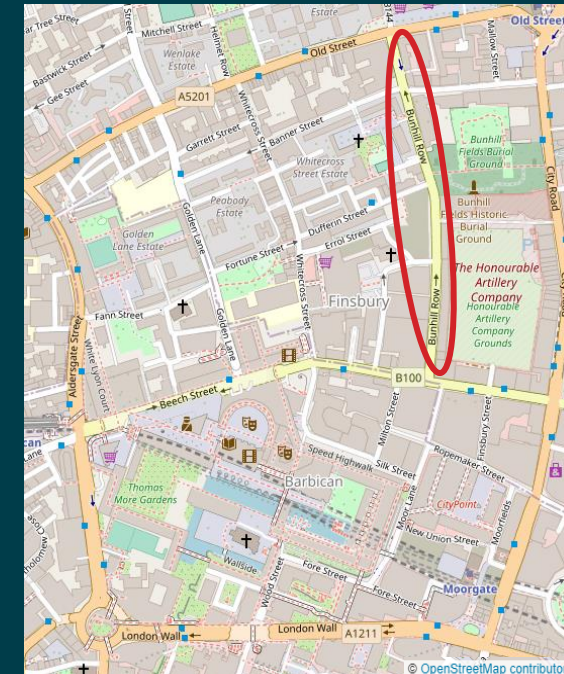 Estate
B144
Old Street
Mitchell Street
Helmet Row
Old Street
Mallow Street
Wenlake
Estate
Bastwick Street
Gee Street
A5201
Garrett Street
Banner Street
Whitecross Street
Whitecross
Street Estate
Bunhill Row
Bunhill
Fields Burial
Ground
City Road
Peabody
Estate
Golden Lane
Golden
Lane Estate
Dufferin Street
Errol Street
Fortune Street
Whitecross Street
Bunhill
Fields Historic
Burial
Ground
The Honourable
Artillery
Company
Honourable
Artillery
Company
Grounds
Finsbury
Fann Street
Golden Lane
Bunhill Row
Aldersgate Street
White Lyon Court
B100
Beech Street
Milton Street
Finsbury Street
Speed Highwalk
Silk Street
Ropemaker Street
Barbican
Thomas
More Gardens
Moor Lane
CityPoint
Moorfields
New Union Street
Wallside
Wood Street
Fore Street
Fore Street
Moorgate
London Wall
London Wall
A1211
© OpenStreetMap contributor